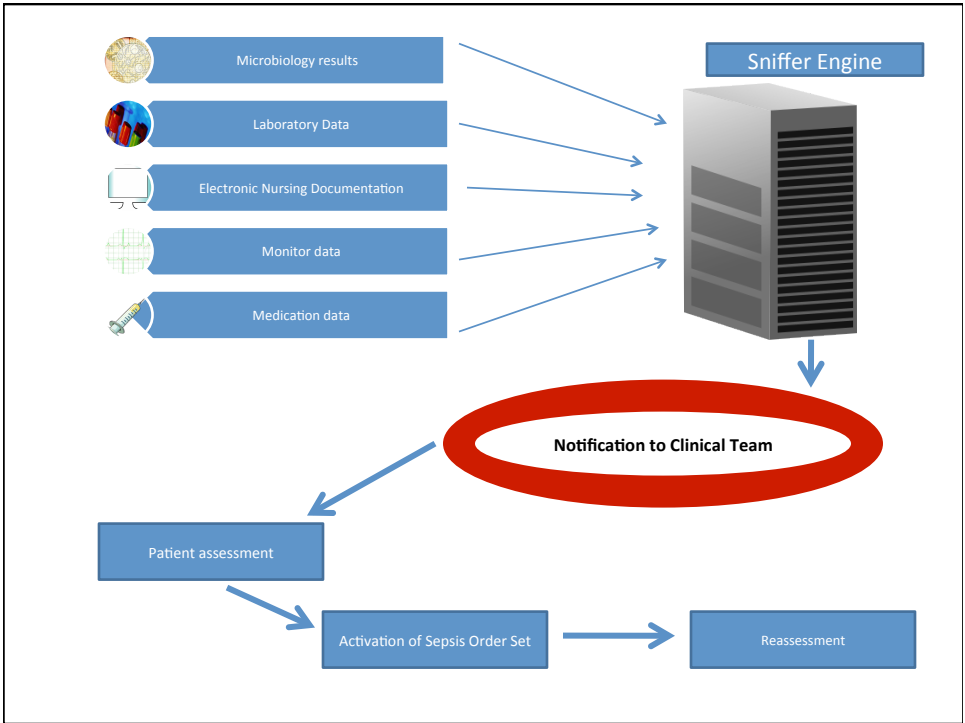 Microbiology results
Sniffer Engine
Laboratory Data
Electronic Nursing Documentation
Monitor data
Medication data
Notification to Clinical Team
Patient assessment
Activation of Sepsis Order Set
Reassessment